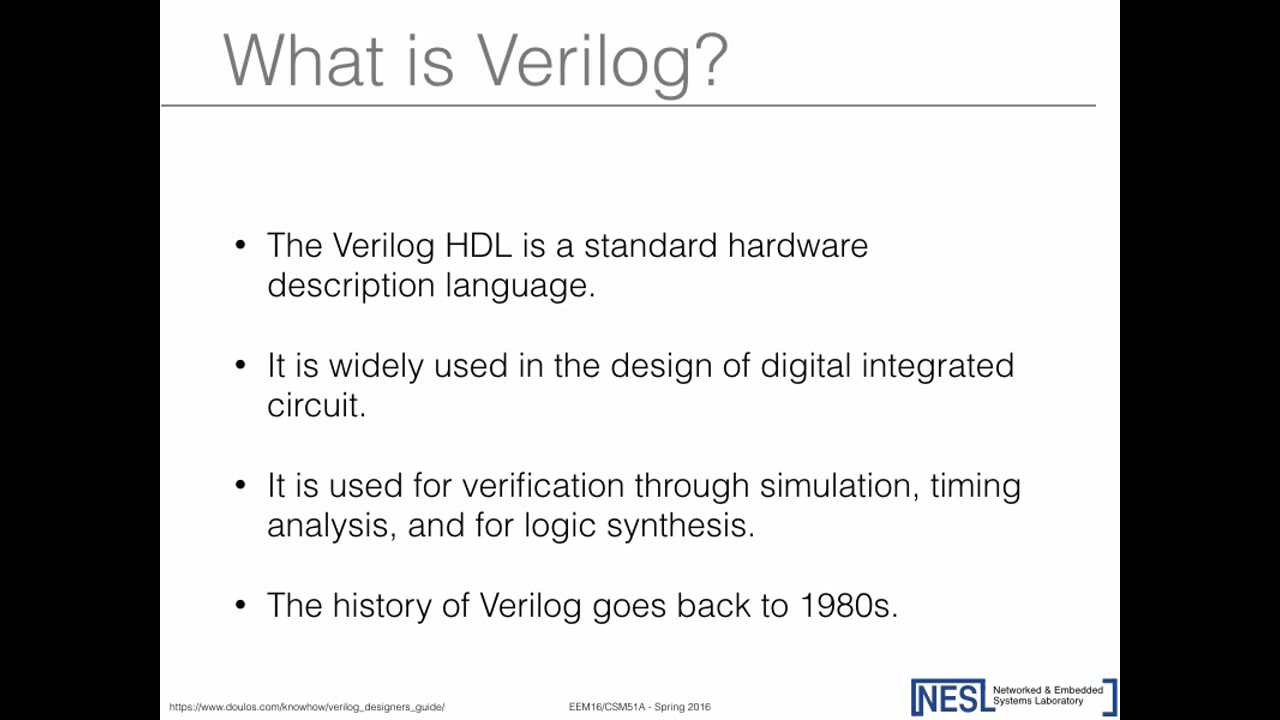 What is Verilog?
• The Verilog HDL is a standard hardware
description language.
• It is widely used in the design of digital integrated
circuit.
• It is used for verification through simulation, timing
analysis, and for logic synthesis.
• The history of Verilog goes back to 1980s.
https://www.doulos.com/knowhow/verilog_designers_guide/
EEM16/CSM51A - Spring 2016
NESL
Networked & Embedded
Systems Laboratory